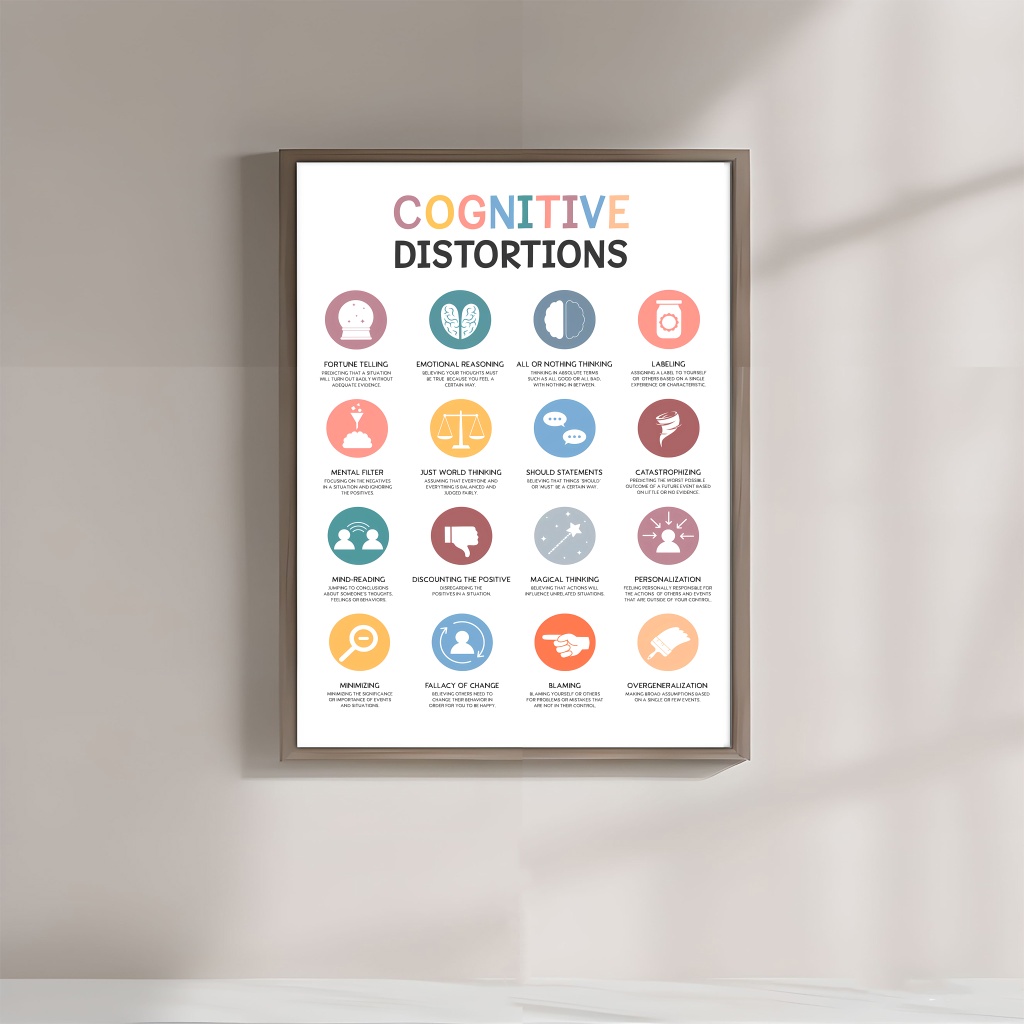 COGNITIVE
DISTORTIONS
FORTUNE TELLING
PREDICTING THAT A SITUATION
WILL TURN OUT BADLY WITHOUT
ADEQUATE EVIDENCE.
EMOTIONAL REASONING
BELIEVING YOUR THOUGHTS MUST
BE TRUE BECAUSE YOU FEEL A
CERTAIN WAY.
ALL OR NOTHING THINKING
THINKING IN ABSOLUTE TERMS
SUCH AS ALL GOOD OR ALL BAD,
WITH NOTHING IN BETWEEN.
LABELING
ASSIGNING A LABEL TO YOURSELF
OR OTHERS BASED ON A SINGLE
EXPERIENCE OR CHARACTERISTIC.
MENTAL FILTER
FOCUSING ON THE NEGATIVES
IN A SITUATION AND IGNORING
THE POSITIVES.
JUST WORLD THINKING
ASSUMING THAT EVERYONE AND
EVERYTHING IS BALANCED AND
JUDGED FAIRLY.
SHOULD STATEMENTS
BELIEVING THAT THINGS 'SHOULD'
OR 'MUST' BE A CERTAIN WAY.
CATASTROPHIZING
PREDICTING THE WORST POSSIBLE
OUTCOME OF A FUTURE EVENT BASED
ON LITTLE OR NO EVIDENCE.
MIND-READING
JUMPING TO CONCLUSIONS
ABOUT SOMEONE'S THOUGHTS,
FEELINGS OR BEHAVIORS.
DISCOUNTING THE POSITIVE
DISREGARDING THE
POSITIVES IN A SITUATION.
MAGICAL THINKING
BELIEVING THAT ACTIONS WILL
INFLUENCE UNRELATED SITUATIONS.
PERSONALIZATION
FEELING PERSONALLY RESPONSIBLE FOR
THE ACTIONS OF OTHERS AND EVENTS
THAT ARE OUTSIDE OF YOUR CONTROL.
MINIMIZING
MINIMIZING THE SIGNIFICANCE
OR IMPORTANCE OF EVENTS
AND SITUATIONS.
FALLACY OF CHANGE
BELIEVING OTHERS NEED TO
CHANGE THEIR BEHAVIOR IN
ORDER FOR YOU TO BE HAPPY.
BLAMING
BLAMING YOURSELF OR OTHERS
FOR PROBLEMS OR MISTAKES THAT
ARE NOT IN THEIR CONTROL.
OVERGENERALIZATION
MAKING BROAD ASSUMPTIONS BASED
ON A SINGLE OR FEW EVENTS.